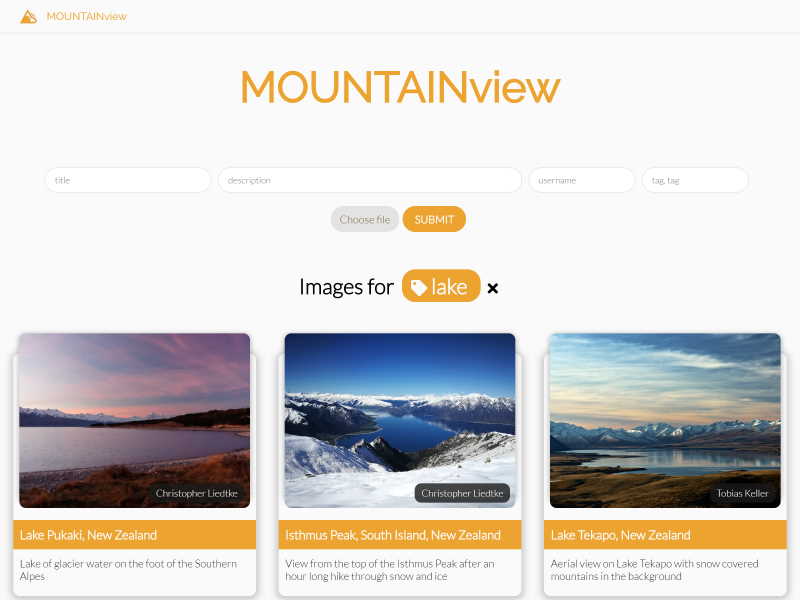 MOUNTAINview
MOUNTAINview
title
description
username
tag, tag
Choose file
SUBMIT
Images for lake ×
Christopher Liedtke
Christopher Liedtke
Tobias Keller
Lake Pukaki, New Zealand
Isthmus Peak, South Island, New Zealand
Lake Tekapo, New Zealand
Lake of glacier water on the foot of the Southern
Alpes
View from the top of the Isthmus Peak after an
hour long hike through snow and ice
Aerial view on Lake Tekapo with snow covered
mountains in the background